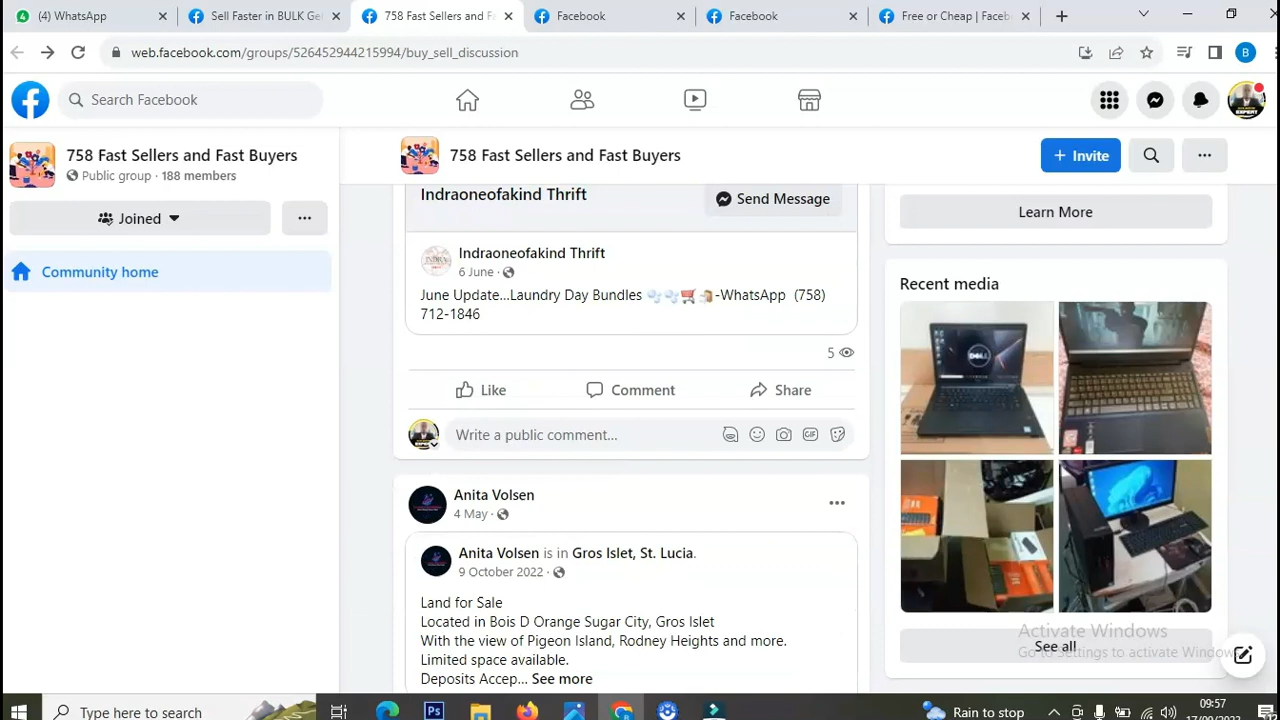 (4) WhatsApp
Sell Faster in BULK Ge
758 Fast Sellers and Fa
Facebook
Facebook
Free or Cheap | Faceb
web.facebook.com/groups/526452944215994/buy_sell_discussion
B
Search Facebook
758 Fast Sellers and Fast Buyers
Public group · 188 members
Joined
Community home
758 Fast Sellers and Fast Buyers
+ Invite
Indraoneofakind Thrift
Send Message
Indraoneofakind Thrift
6 June ·
June Update...Laundry Day Bundles 🫧🫧🛒🧺-WhatsApp (758)
712-1846
5
Like
Comment
Share
Write a public comment...
GIF
Anita Volsen
4 May ·
Anita Volsen is in Gros Islet, St. Lucia.
9 October 2022 ·
Land for Sale
Located in Bois D Orange Sugar City, Gros Islet
With the view of Pigeon Island, Rodney Heights and more.
Limited space available.
Deposits Accep... See more
Learn More
Recent media
DELL
See all
Activate Windows
Go to Settings to activate Windows
Type here to search
Ps
Rain to stop
09:57